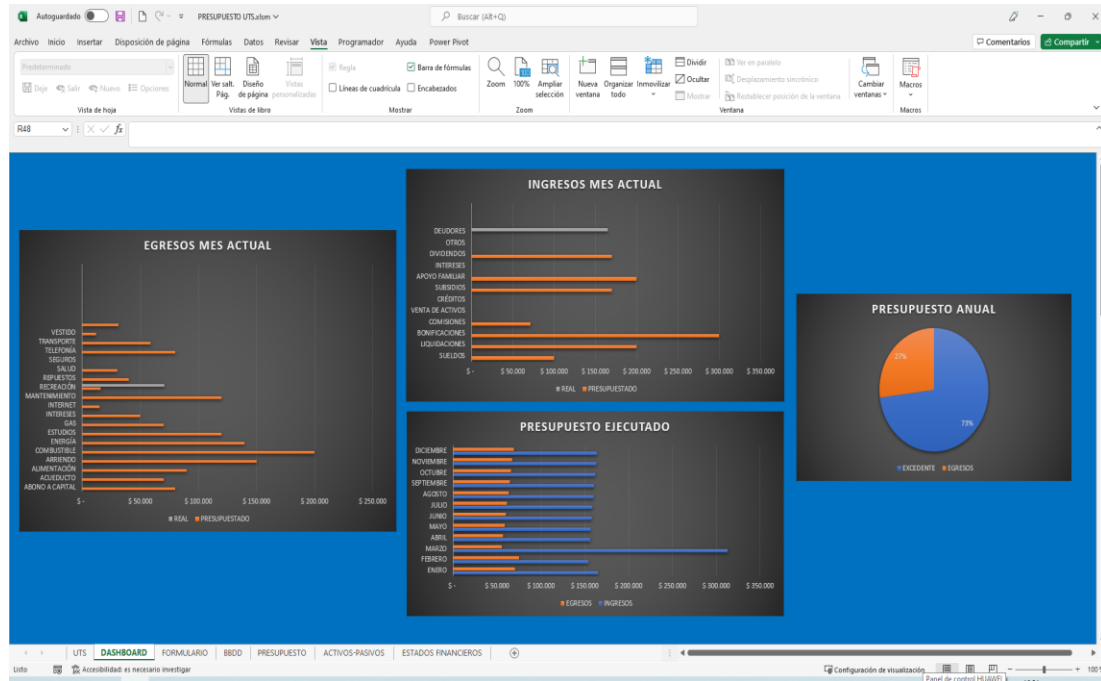 Autoguardado
PRESUPUESTO UTS.xlsm
Buscar (Alt+Q)
Archivo Inicio Insertar Disposición de página Fórmulas Datos Revisar Vista Programador Ayuda Power Pivot
Comentarios Compartir
Predeterminado
Deje Salir Nuevo Opciones
Vista de hoja
Normal Ver salt. Pág. Diseño de página Vistas personalizadas
Vistas de libro
Regla Barra de fórmulas
Líneas de cuadrícula Encabezados
Mostrar
Zoom 100% Ampliar selección
Zoom
Nueva ventana Organizar todo Inmovilizar
Dividir
Ocultar
Mostrar
Ver en paralelo
Desplazamiento sincrónico
Restablecer posición de la ventana
Cambiar ventanas
Ventana
Macros
Macros
R48
fx
EGRESOS MES ACTUAL
VESTIDO
TRANSPORTE
TELEFONÍA
SEGUROS
SALUD
REPUESTOS
RECREACIÓN
MANTENIMIENTO
INTERNET
INTERESES
GAS
ESTUDIOS
ENERGÍA
COMBUSTIBLE
ARRIENDO
ALIMENTACIÓN
ACUEDUCTO
ABONO A CAPITAL
$ - $ 50.000 $ 100.000 $ 150.000 $ 200.000 $ 250.000
REAL PRESUPUESTADO
INGRESOS MES ACTUAL
DEUDORES
OTROS
DIVIDENDOS
INTERESES
APOYO FAMILIAR
SUBSIDIOS
CRÉDITOS
VENTA DE ACTIVOS
COMISIONES
BONIFICACIONES
LIQUIDACIONES
SUELDOS
$ - $ 50.000 $ 100.000 $ 150.000 $ 200.000 $ 250.000 $ 300.000 $ 350.000
REAL PRESUPUESTADO
PRESUPUESTO EJECUTADO
DICIEMBRE
NOVIEMBRE
OCTUBRE
SEPTIEMBRE
AGOSTO
JULIO
JUNIO
MAYO
ABRIL
MARZO
FEBRERO
ENERO
$ - $ 50.000 $ 100.000 $ 150.000 $ 200.000 $ 250.000 $ 300.000 $ 350.000
EGRESOS INGRESOS
PRESUPUESTO ANUAL
27%
73%
EXCEDENTE EGRESOS
UTS DASHBOARD FORMULARIO BBDD PRESUPUESTO ACTIVOS-PASIVOS ESTADOS FINANCIEROS
Listo Accesibilidad: es necesario investigar
Configuración de visualización
Panel de control HUAWEI